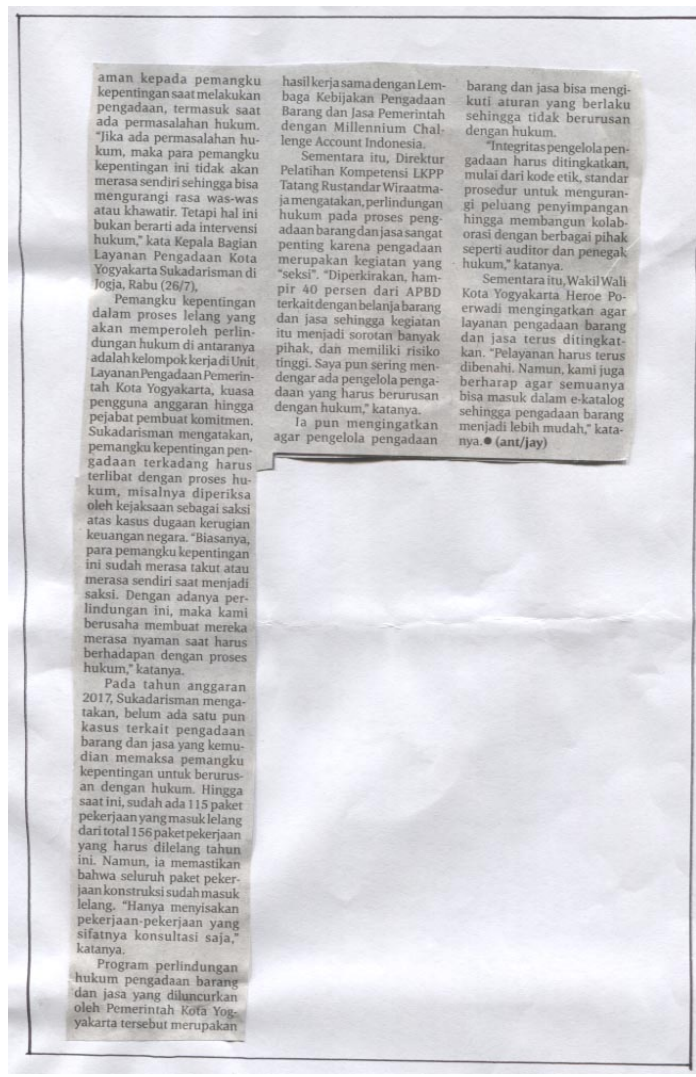 aman kepada pemangku
kepentingan saat melakukan
pengadaan, termasuk saat
ada permasalahan hukum.
"Jika ada permasalahan hu-
kum, maka para pemangku
kepentingan ini tidak akan
merasa sendiri sehingga bisa
mengurangi rasa was-was
atau khawatir. Tetapi hal ini
bukan berarti ada intervensi
hukum," kata Kepala Bagian
Layanan Pengadaan Kota
Yogyakarta Sukadarisman di
Jogja, Rabu (26/7).
Pemangku kepentingan
dalam proses lelang yang
akan memperoleh perlin-
dungan hukum di antaranya
adalah kelompok kerja di Unit
Layanan Pengadaan Pemerin-
tah Kota Yogyakarta, kuasa
pengguna anggaran hingga
pejabat pembuat komitmen.
Sukadarisman mengatakan,
pemangku kepentingan pen-
gadaan terkadang harus
terlibat dengan proses hu-
kum, misalnya diperiksa
oleh kejaksaan sebagai saksi
atas kasus dugaan kerugian
keuangan negara. "Biasanya,
para pemangku kepentingan
ini sudah merasa takut atau
merasa sendiri saat menjadi
saksi. Dengan adanya per-
lindungan ini, maka kami
berusaha membuat mereka
merasa nyaman saat harus
berhadapan dengan proses
hukum," katanya.
Pada tahun anggaran
2017, Sukadarisman menga-
takan, belum ada satu pun
kasus terkait pengadaan
barang dan jasa yang kemu-
dian memaksa pemangku
kepentingan untuk berurus-
an dengan hukum. Hingga
saat ini, sudah ada 115 paket
pekerjaan yang masuk lelang
dari total 156 paket pekerjaan
yang harus dilelang tahun
ini. Namun, ia memastikan
bahwa seluruh paket peker-
jaan konstruksi sudah masuk
lelang. "Hanya menyisakan
pekerjaan-pekerjaan yang
sifatnya konsultasi saja,"
katanya.
Program perlindungan
hukum pengadaan barang
dan jasa yang diluncurkan
oleh Pemerintah Kota Yog-
yakarta tersebut merupakan
hasil kerja sama dengan Lem-
baga Kebijakan Pengadaan
Barang dan Jasa Pemerintah
dengan Millennium Chal-
lenge Account Indonesia.
Sementara itu, Direktur
Pelatihan Kompetensi LKPP
Tatang Rustandar Wiraatma-
ja mengatakan, perlindungan
hukum pada proses peng-
adaan barang dan jasa sangat
penting karena pengadaan
merupakan kegiatan yang
"seksi". "Diperkirakan, ham-
pir 40 persen dari APBD
terkait dengan belanja barang
dan jasa sehingga kegiatan
itu menjadi sorotan banyak
pihak, dan memiliki risiko
tinggi. Saya pun sering men-
dengar ada pengelola penga-
daan yang harus berurusan
dengan hukum," katanya.
Ia pun mengingatkan
agar pengelola pengadaan
barang dan jasa bisa mengi-
kuti aturan yang berlaku
sehingga tidak berurusan
dengan hukum.
"Integritas pengelola pen-
gadaan harus ditingkatkan,
mulai dari kode etik, standar
prosedur untuk mengurang-
i peluang penyimpangan
hingga membangun kolab-
orasi dengan berbagai pihak
seperti auditor dan penegak
hukum," katanya.
Sementara itu, Wakil Wali
Kota Yogyakarta Heroe Po-
erwadi mengingatkan agar
layanan pengadaan barang
dan jasa terus ditingkat-
kan. "Pelayanan harus terus
dibenahi. Namun, kami juga
berharap agar semuanya
bisa masuk dalam e-katalog
sehingga pengadaan barang
menjadi lebih mudah," kata-
nya.● (ant/jay)